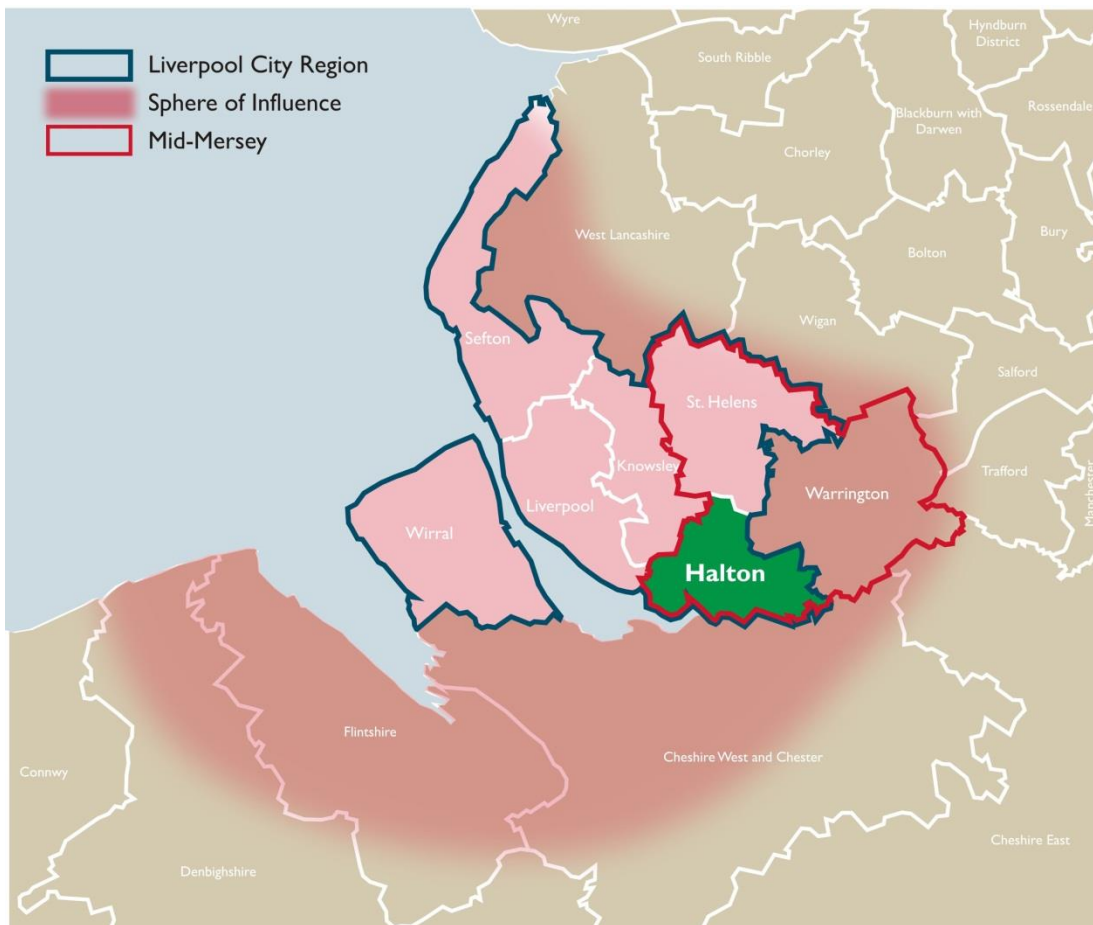 Liverpool City Region
Sphere of Influence
Mid-Mersey
Wyre
Hyndburn
District
South Ribble
Blackburn with
Darwen
Rossendale
Chorley
West Lancashire
Bury
Bolton
Wigan
Sefton
Salford
St. Helens
Trafford
Knowsley
Manchester
Warrington
Liverpool
Wirral
Halton
Flintshire
Cheshire West and Chester
Connwy
Cheshire East
Denbighshire